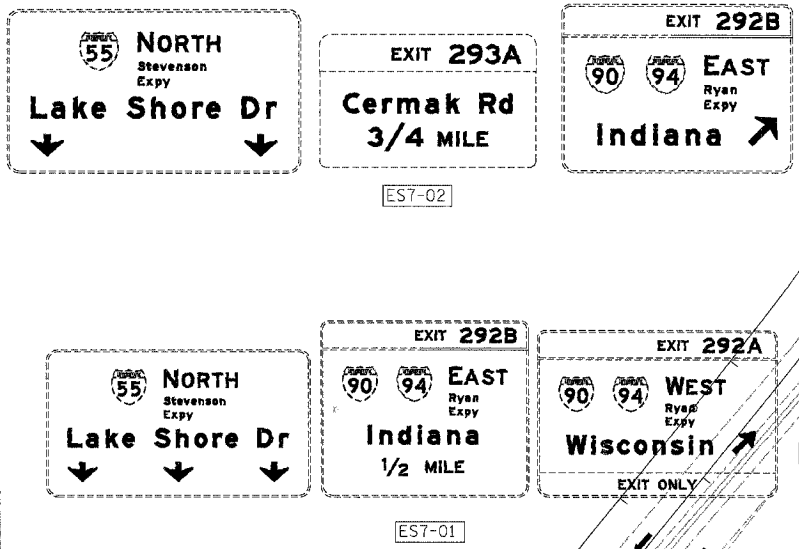 55 NORTH
Stevenson
Expy
Lake Shore Dr
EXIT 293A
Cermak Rd
3/4 MILE
EXIT 292B
90 94 EAST
Ryan
Expy
Indiana
ES7-02
55 NORTH
Stevenson
Expy
Lake Shore Dr
EXIT 292B
90 94 EAST
Ryan
Expy
Indiana
1/2 MILE
EXIT 292A
90 94 WEST
Ryan
Expy
Wisconsin
EXIT ONLY
ES7-01